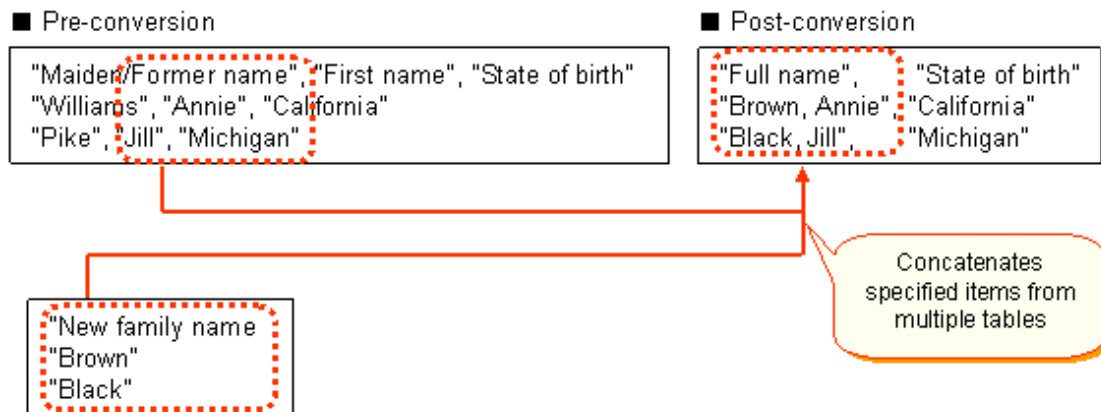 ■ Pre-conversion
"Maiden/Former name", "First name", "State of birth"
"Williams", "Annie", "California"
"Pike", "Jill", "Michigan"
■ Post-conversion
"Full name", "State of birth"
"Brown, Annie", "California"
"Black, Jill", "Michigan"
Concatenates
specified items from
multiple tables
"New family name
"Brown"
"Black"